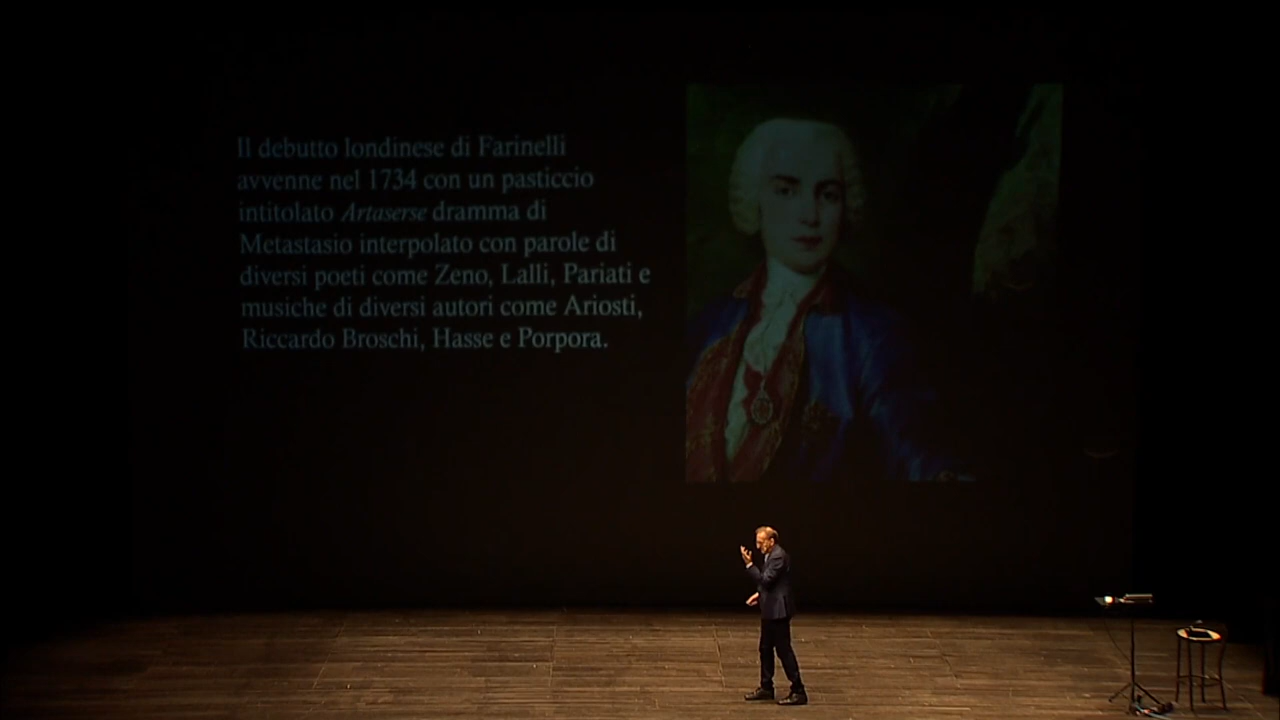 Il debutto londinese di Farinelli
avvenne nel 1734 con un pasticcio
intitolato Artaserse dramma di
Metastasio interpolato con parole di
diversi poeti come Zeno, Lalli, Pariati e
musiche di diversi autori come Ariosti,
Riccardo Broschi, Hasse e Porpora.